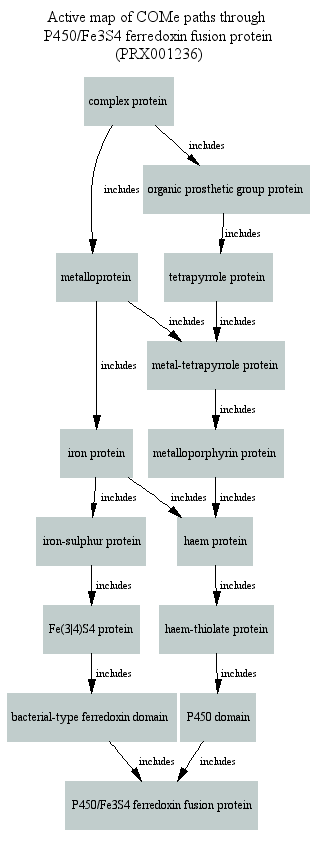 Active map of COMe paths through
P450/Fe3S4 ferredoxin fusion protein
(PRX001236)
complex protein
includes
includes
organic prosthetic group protein
includes
metalloprotein
tetrapyrrole protein
includes
includes
includes
metal-tetrapyrrole protein
includes
iron protein
metalloporphyrin protein
includes
includes
includes
iron-sulphur protein
haem protein
includes
includes
Fe(3|4)S4 protein
haem-thiolate protein
includes
includes
bacterial-type ferredoxin domain
P450 domain
includes
includes
P450/Fe3S4 ferredoxin fusion protein